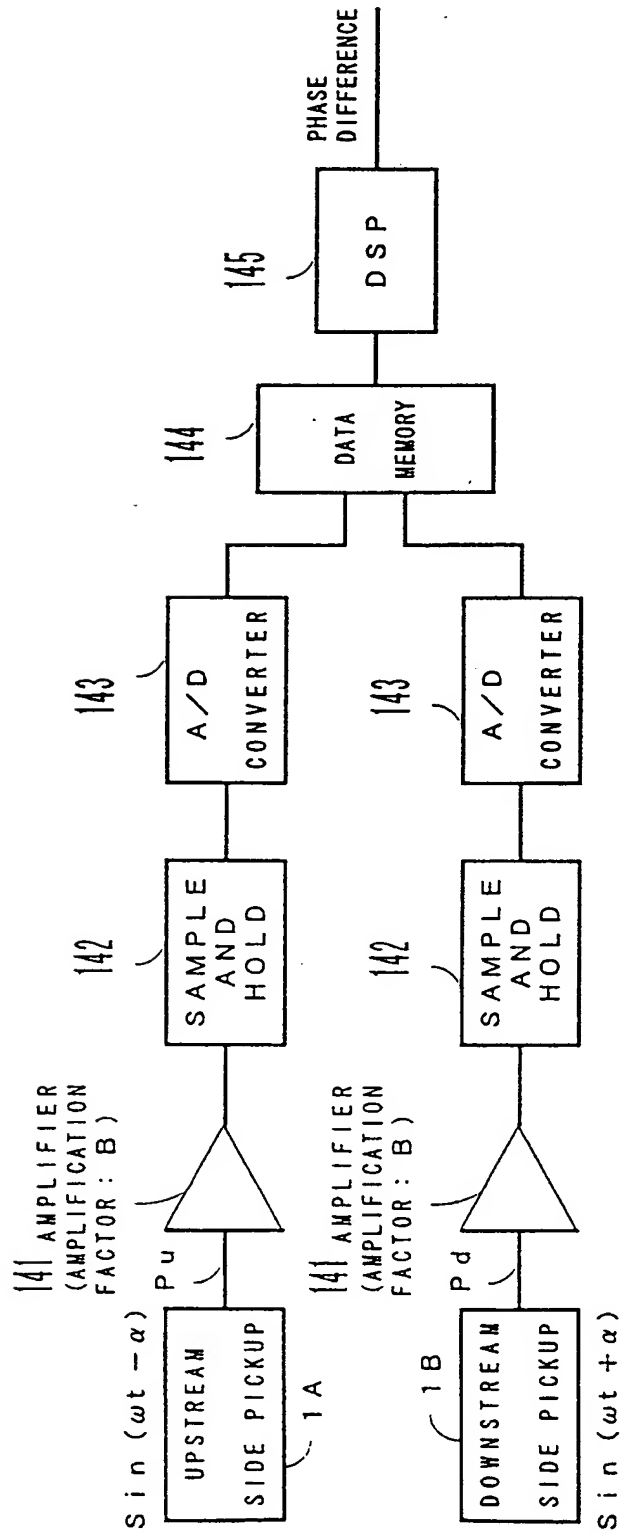 Sin (ωt − α)
UPSTREAM
SIDE PICKUP
1A
Pu
141 AMPLIFIER
(AMPLIFICATION
FACTOR : B)
142
SAMPLE
AND
HOLD
143
A/D
CONVERTER
144
DATA
MEMORY
145
DSP
PHASE
DIFFERENCE
1B
DOWNSTREAM
SIDE PICKUP
Sin (ωt + α)
Pd
141 AMPLIFIER
(AMPLIFICATION
FACTOR : B)
142
SAMPLE
AND
HOLD
143
A/D
CONVERTER